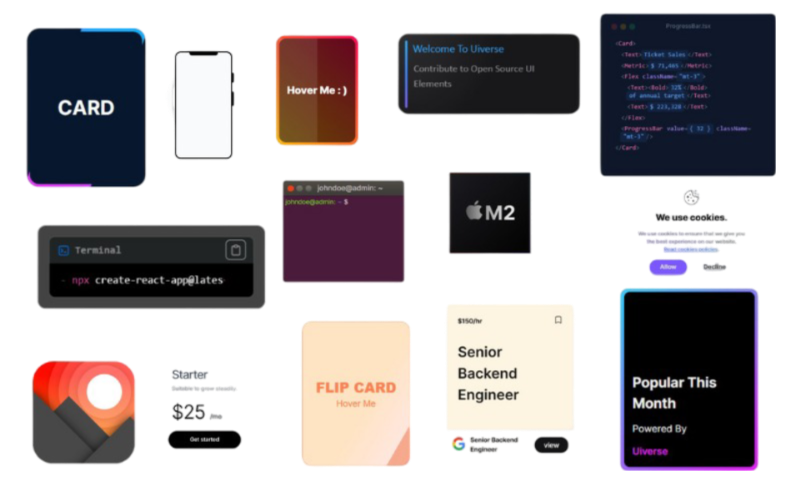 CARD
Hover Me : )
Welcome To Uiverse
Contribute to Open Source UI
Elements
ProgressBar.tsx
<Card>
<Text>Ticket Sales</Text>
<Metric>$ 71,465</Metric>
<Flex className="mt-3">
<Text><Bold>32%</Bold>
of annual target</Text>
<Text>$ 223,328</Text>
</Flex>
<ProgressBar value={ 32 } className=
"mt-3"/>
</Card>
johndoe@admin: ~
johndoe@admin: ~ $
M2
We use cookies.
We use cookies to ensure that we give you
the best experience on our website.
Read cookies policies.
Allow
Decline
Terminal
npx create-react-app@lates
Starter
Suitable to grow steadily.
$25 /mo
Get started
FLIP CARD
Hover Me
$150/hr
Senior
Backend
Engineer
G
Senior Backend
Engineer
view
Popular This
Month
Powered By
Uiverse